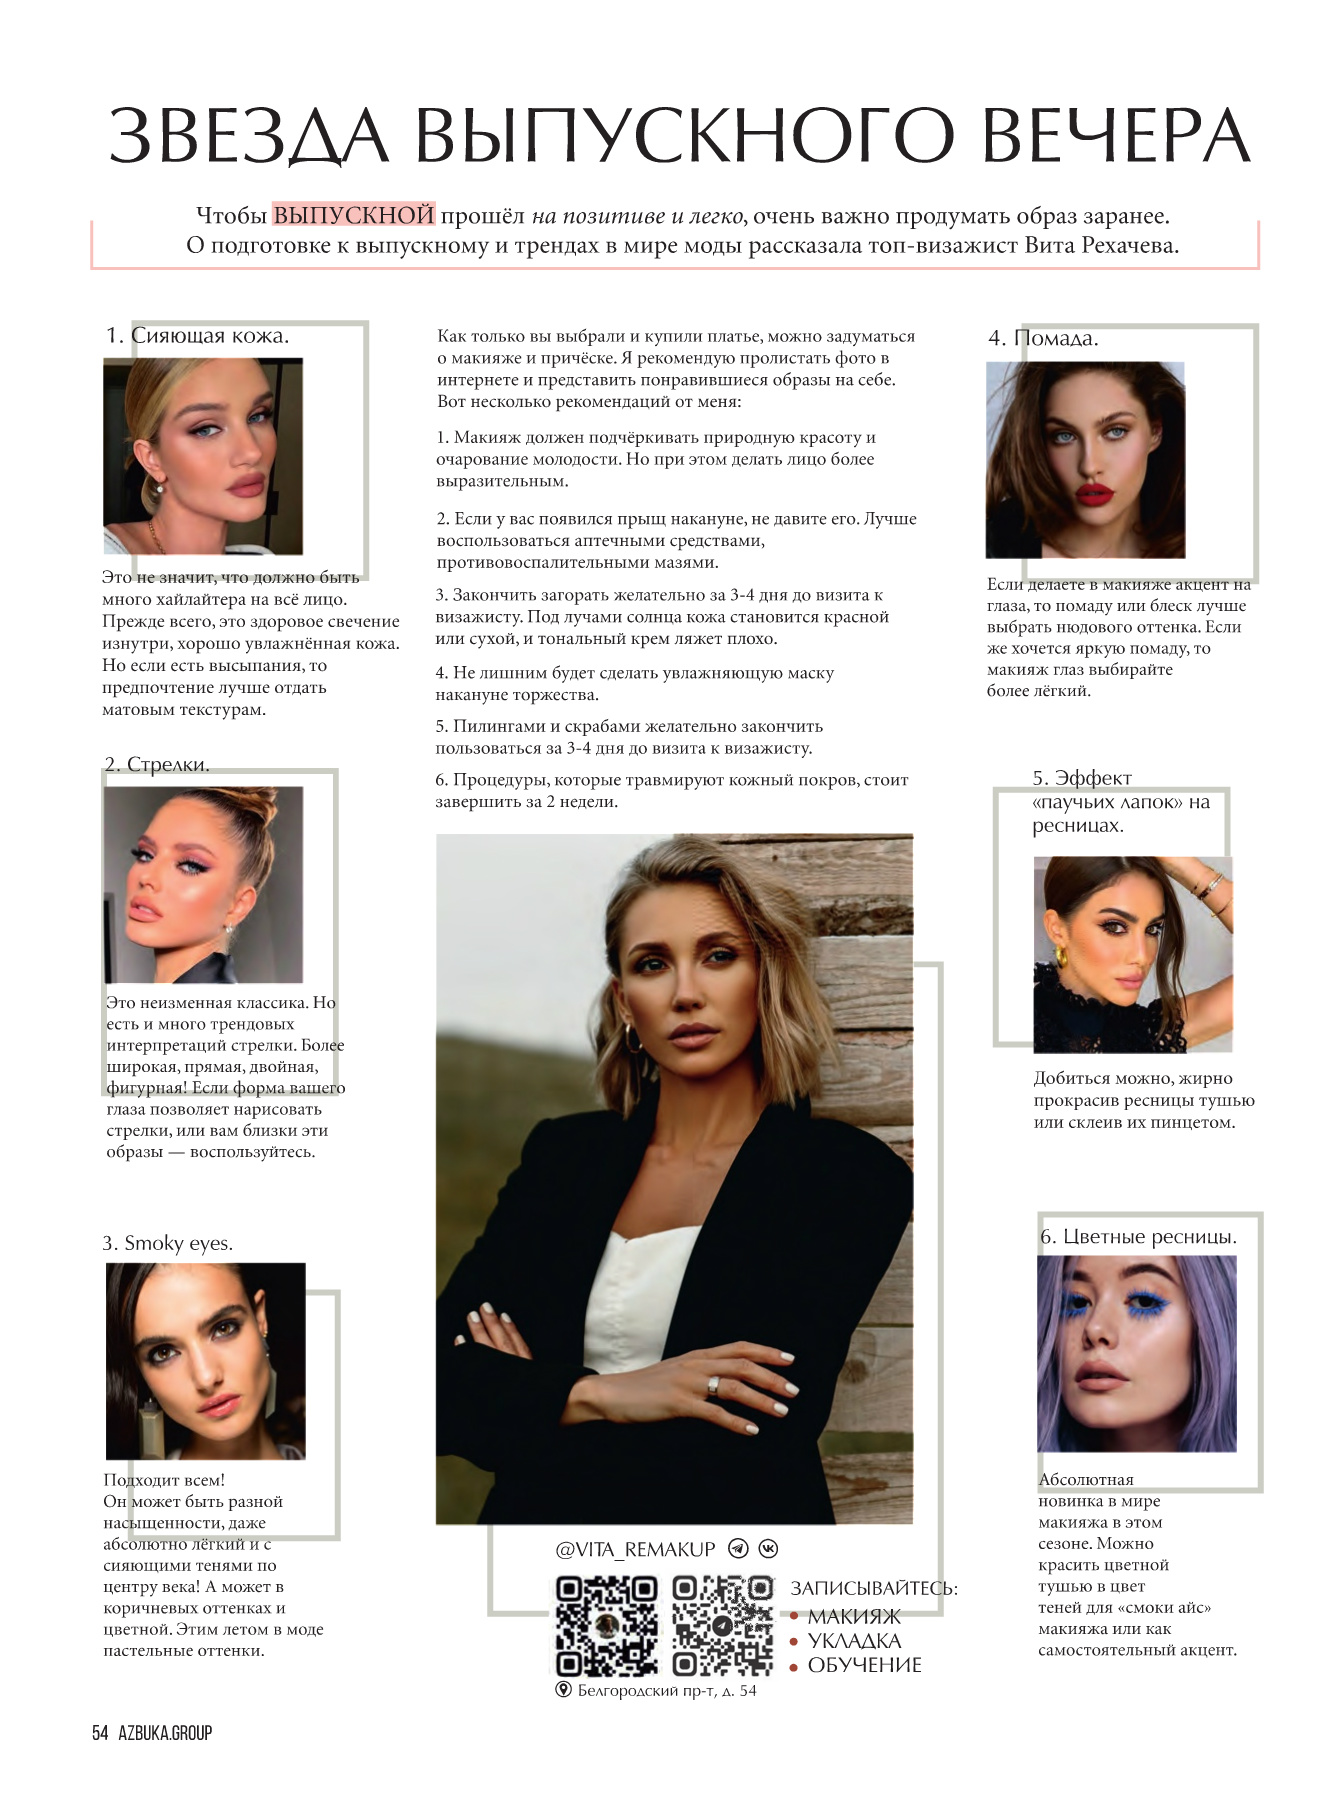 ЗВЕЗДА ВЫПУСКНОГО ВЕЧЕРА
Чтобы ВЫПУСКНОЙ прошёл на позитиве и легко, очень важно продумать образ заранее.
О подготовке к выпускному и трендах в мире моды рассказала топ-визажист Вита Рехачева.
1. Сияющая кожа.
Это не значит, что должно быть
много хайлайтера на всё лицо.
Прежде всего, это здоровое свечение
изнутри, хорошо увлажнённая кожа.
Но если есть высыпания, то
предпочтение лучше отдать
матовым текстурам.
2. Стрелки.
Это неизменная классика. Но
есть и много трендовых
интерпретаций стрелки. Более
широкая, прямая, двойная,
фигурная! Если форма вашего
глаза позволяет нарисовать
стрелки, или вам близки эти
образы — воспользуйтесь.
3. Smoky eyes.
Подходит всем!
Он может быть разной
насыщенности, даже
абсолютно лёгкий и с
сияющими тенями по
центру века! А может в
коричневых оттенках и
цветной. Этим летом в моде
пастельные оттенки.
Как только вы выбрали и купили платье, можно задуматься
о макияже и причёске. Я рекомендую пролистать фото в
интернете и представить понравившиеся образы на себе.
Вот несколько рекомендаций от меня:
1. Макияж должен подчёркивать природную красоту и
очарование молодости. Но при этом делать лицо более
выразительным.
2. Если у вас появился прыщ накануне, не давите его. Лучше
воспользоваться аптечными средствами,
противовоспалительными мазями.
3. Закончить загорать желательно за 3-4 дня до визита к
визажисту. Под лучами солнца кожа становится красной
или сухой, и тональный крем ляжет плохо.
4. Не лишним будет сделать увлажняющую маску
накануне торжества.
5. Пилингами и скрабами желательно закончить
пользоваться за 3-4 дня до визита к визажисту.
6. Процедуры, которые травмируют кожный покров, стоит
завершить за 2 недели.
@VITA_REMAKUP
ЗАПИСЫВАЙТЕСЬ:
• МАКИЯЖ
• УКЛАДКА
• ОБУЧЕНИЕ
Белгородский пр-т, д. 54
4. Помада.
Если делаете в макияже акцент на
глаза, то помаду или блеск лучше
выбрать нюдового оттенка. Если
же хочется яркую помаду, то
макияж глаз выбирайте
более лёгкий.
5. Эффект
«паучьих лапок» на
ресницах.
Добиться можно, жирно
прокрасив ресницы тушью
или склеив их пинцетом.
6. Цветные ресницы.
Абсолютная
новинка в мире
макияжа в этом
сезоне. Можно
красить цветной
тушью в цвет
теней для «смоки айс»
макияжа или как
самостоятельный акцент.
54 AZBUKA.GROUP